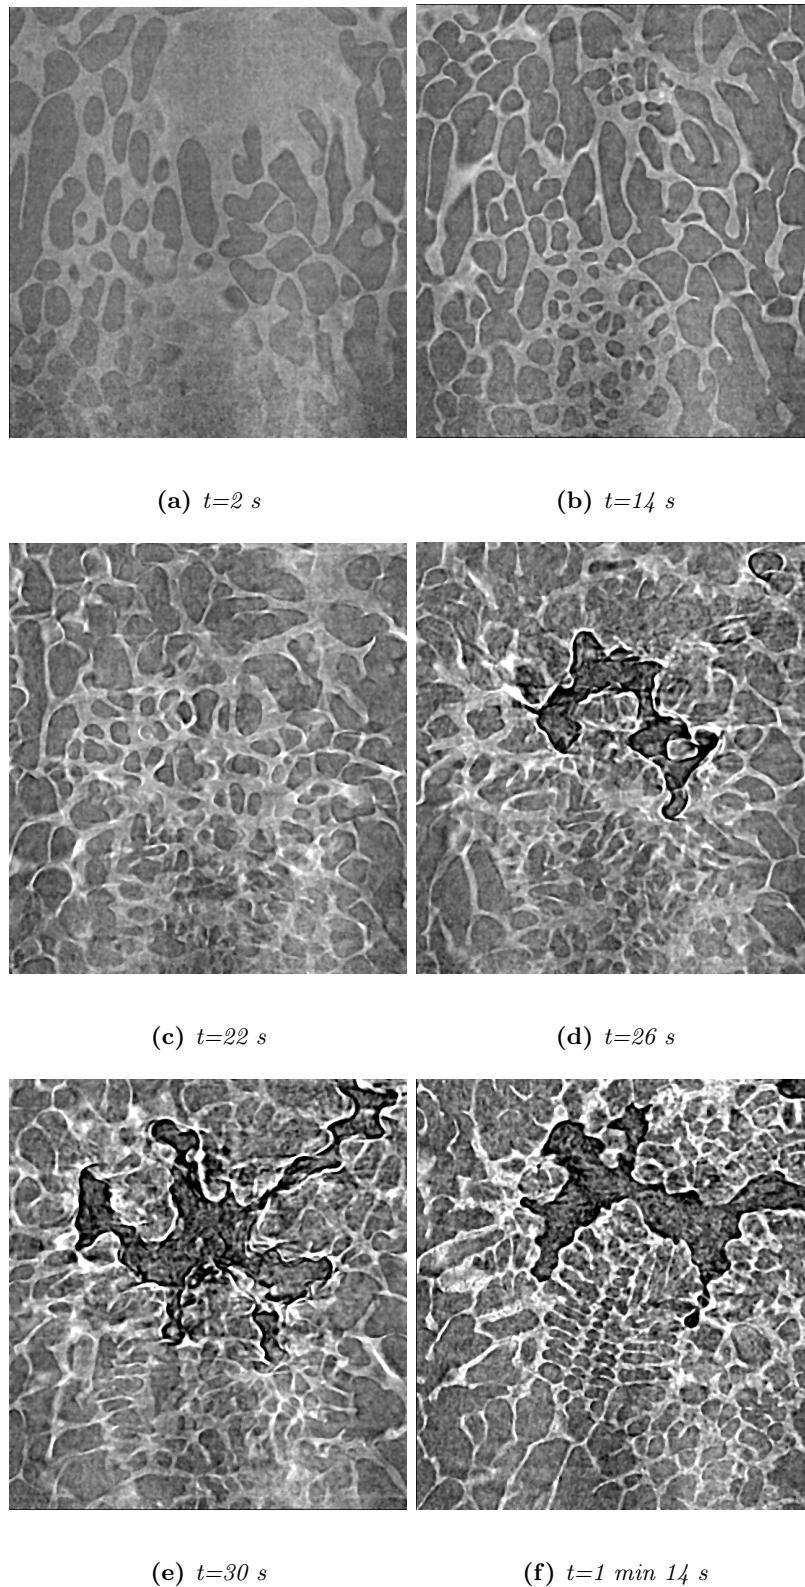 (a) t=2 s
(b) t=14 s
(c) t=22 s
(d) t=26 s
(e) t=30 s
(f) t=1 min 14 s